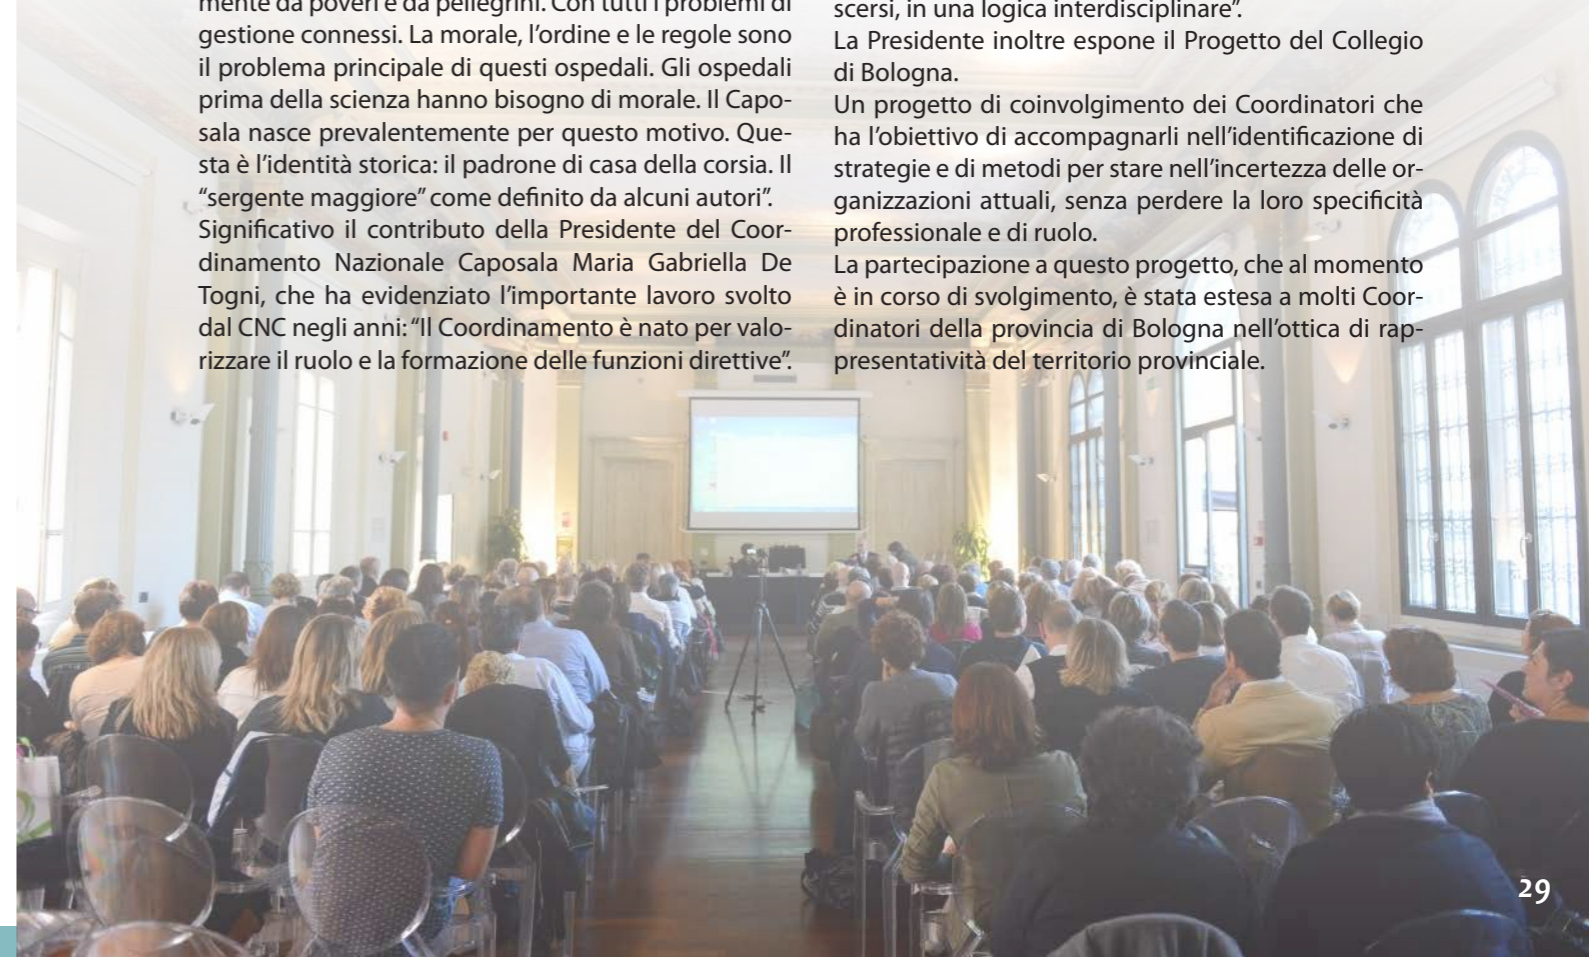 mente da poveri e da pellegrini. Con tutti i problemi di
gestione connessi. La morale, l’ordine e le regole sono
il problema principale di questi ospedali. Gli ospedali
prima della scienza hanno bisogno di morale. Il Capo-
sala nasce prevalentemente per questo motivo. Que-
sta è l’identità storica: il padrone di casa della corsia. Il
“sergente maggiore” come definito da alcuni autori”.
Significativo il contributo della Presidente del Coor-
dinamento Nazionale Caposala Maria Gabriella De
Togni, che ha evidenziato l’importante lavoro svolto
dal CNC negli anni: “Il Coordinamento è nato per valo-
rizzare il ruolo e la formazione delle funzioni direttive”.
scersi, in una logica interdisciplinare”.
La Presidente inoltre espone il Progetto del Collegio
di Bologna.
Un progetto di coinvolgimento dei Coordinatori che
ha l’obiettivo di accompagnarli nell’identificazione di
strategie e di metodi per stare nell’incertezza delle or-
ganizzazioni attuali, senza perdere la loro specificità
professionale e di ruolo.
La partecipazione a questo progetto, che al momento
è in corso di svolgimento, è stata estesa a molti Coor-
dinatori della provincia di Bologna nell’ottica di rap-
presentatività del territorio provinciale.
29